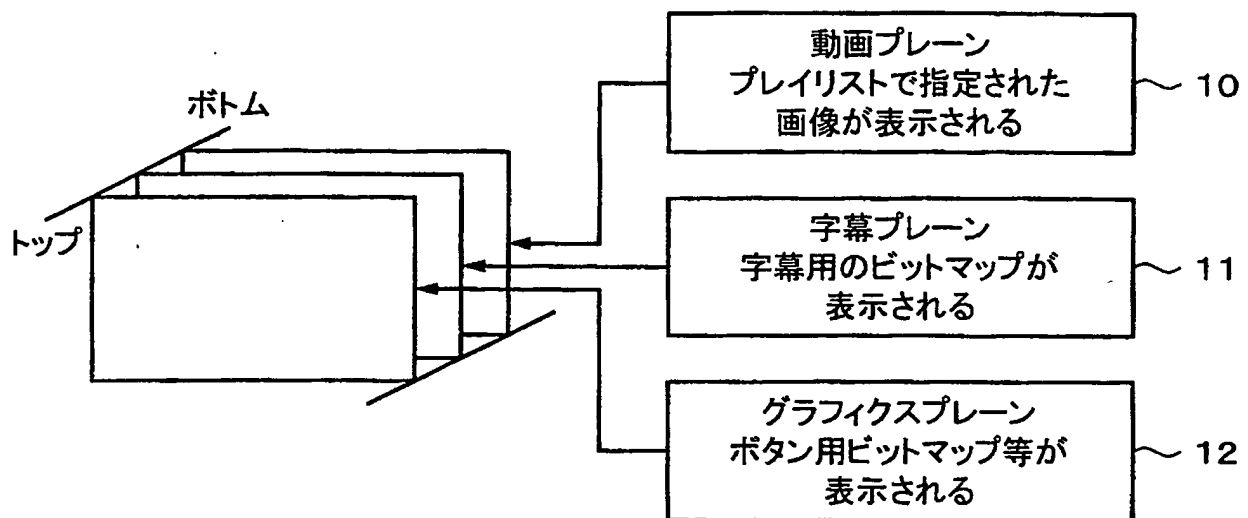 ボトム
トップ
動画プレーン
プレイリストで指定された
画像が表示される
10
字幕プレーン
字幕用のビットマップが
表示される
11
グラフィクスプレーン
ボタン用ビットマップ等が
表示される
12